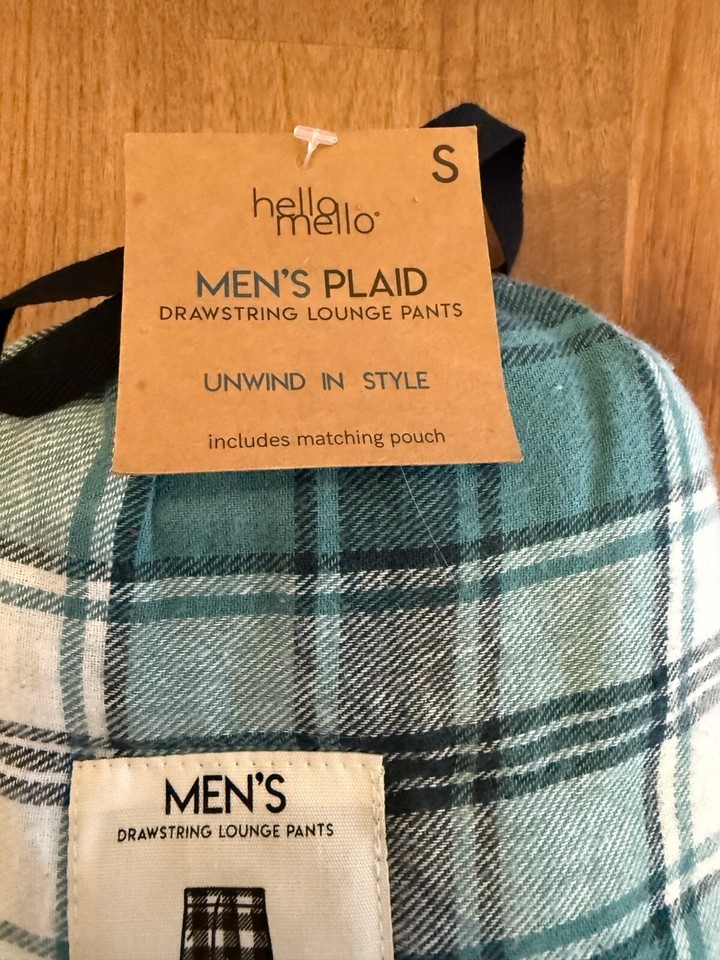 S
hello
mello®
MEN'S PLAID
DRAWSTRING LOUNGE PANTS
UNWIND IN STYLE
includes matching pouch
MEN'S
DRAWSTRING LOUNGE PANTS